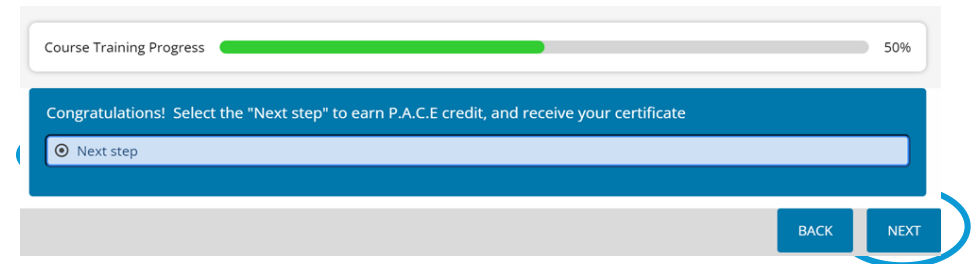 Course Training Progress 50%
Congratulations! Select the "Next step" to earn P.A.C.E credit, and receive your certificate
Next step
BACK NEXT